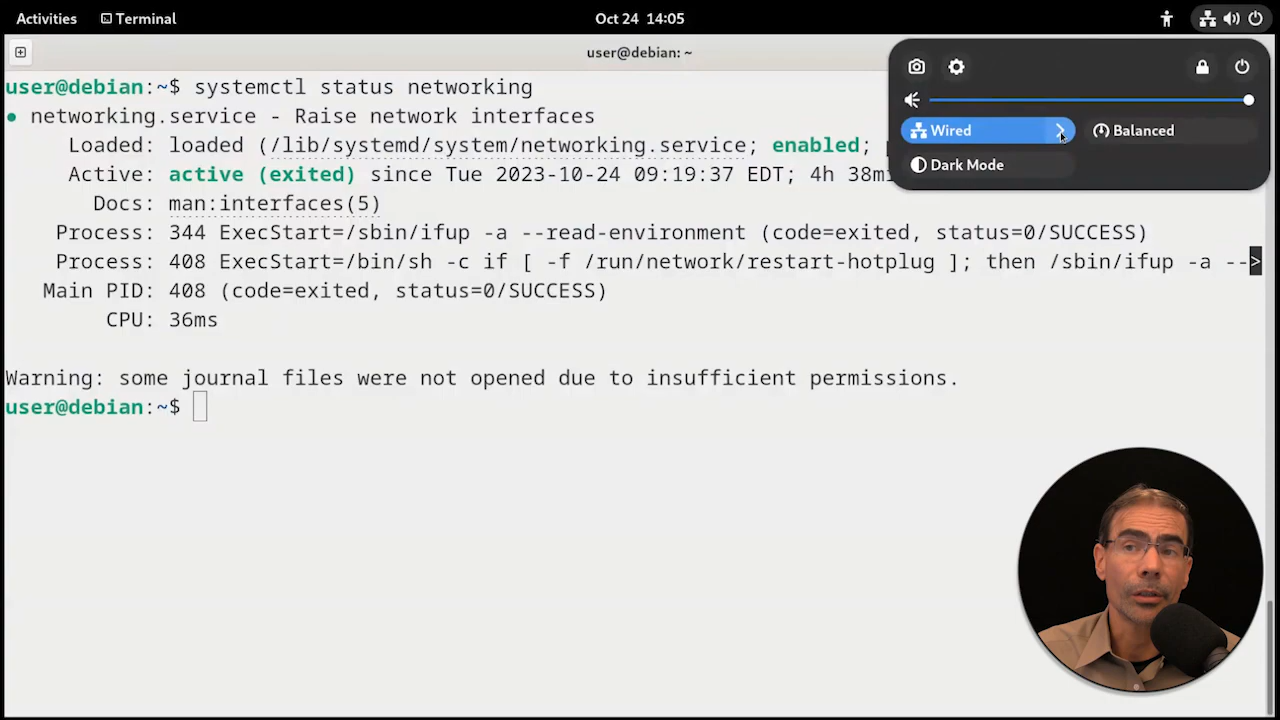 Activities Terminal Oct 24 14:05
user@debian: ~
user@debian:~$ systemctl status networking
● networking.service - Raise network interfaces
Loaded: loaded (/lib/systemd/system/networking.service; enabled;
Active: active (exited) since Tue 2023-10-24 09:19:37 EDT; 4h 38mi
Docs: man:interfaces(5)
Process: 344 ExecStart=/sbin/ifup -a --read-environment (code=exited, status=0/SUCCESS)
Process: 408 ExecStart=/bin/sh -c if [ -f /run/network/restart-hotplug ]; then /sbin/ifup -a -->
Main PID: 408 (code=exited, status=0/SUCCESS)
CPU: 36ms
Warning: some journal files were not opened due to insufficient permissions.
user@debian:~$
Wired
Balanced
Dark Mode